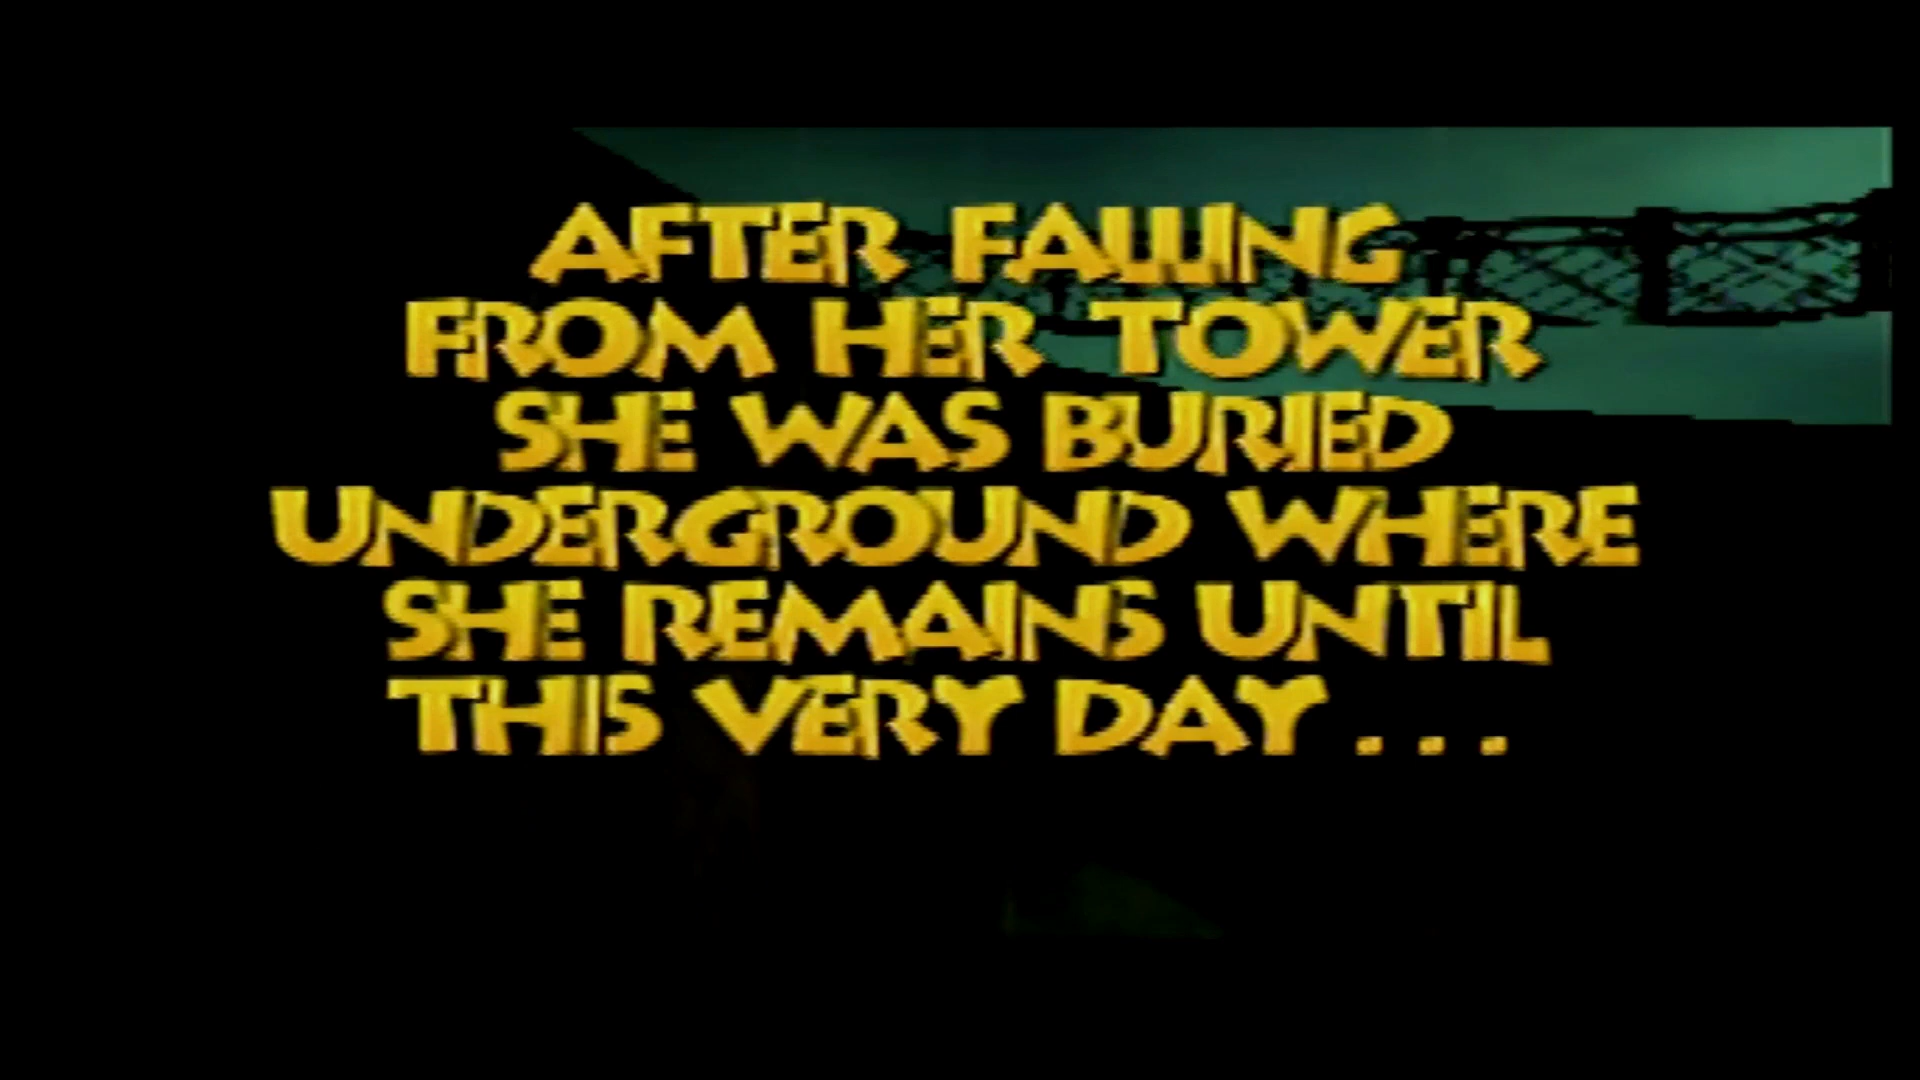 AFTER FALLING
FROM HER TOWER
SHE WAS BURIED
UNDERGROUND WHERE
SHE REMAINS UNTIL
THIS VERY DAY . . .